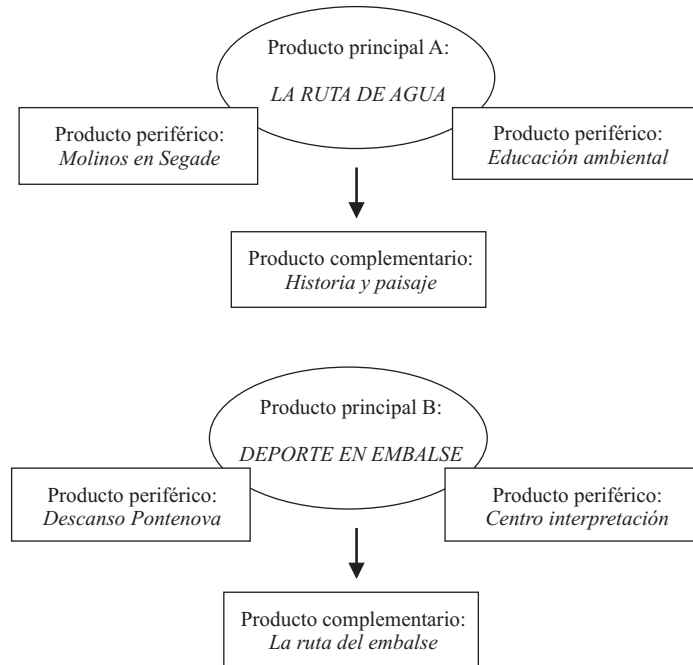 Producto principal A:
LA RUTA DE AGUA
Producto periférico:
Molinos en Segade
Producto periférico:
Educación ambiental
Producto complementario:
Historia y paisaje
Producto principal B:
DEPORTE EN EMBALSE
Producto periférico:
Descanso Pontenova
Producto periférico:
Centro interpretación
Producto complementario:
La ruta del embalse